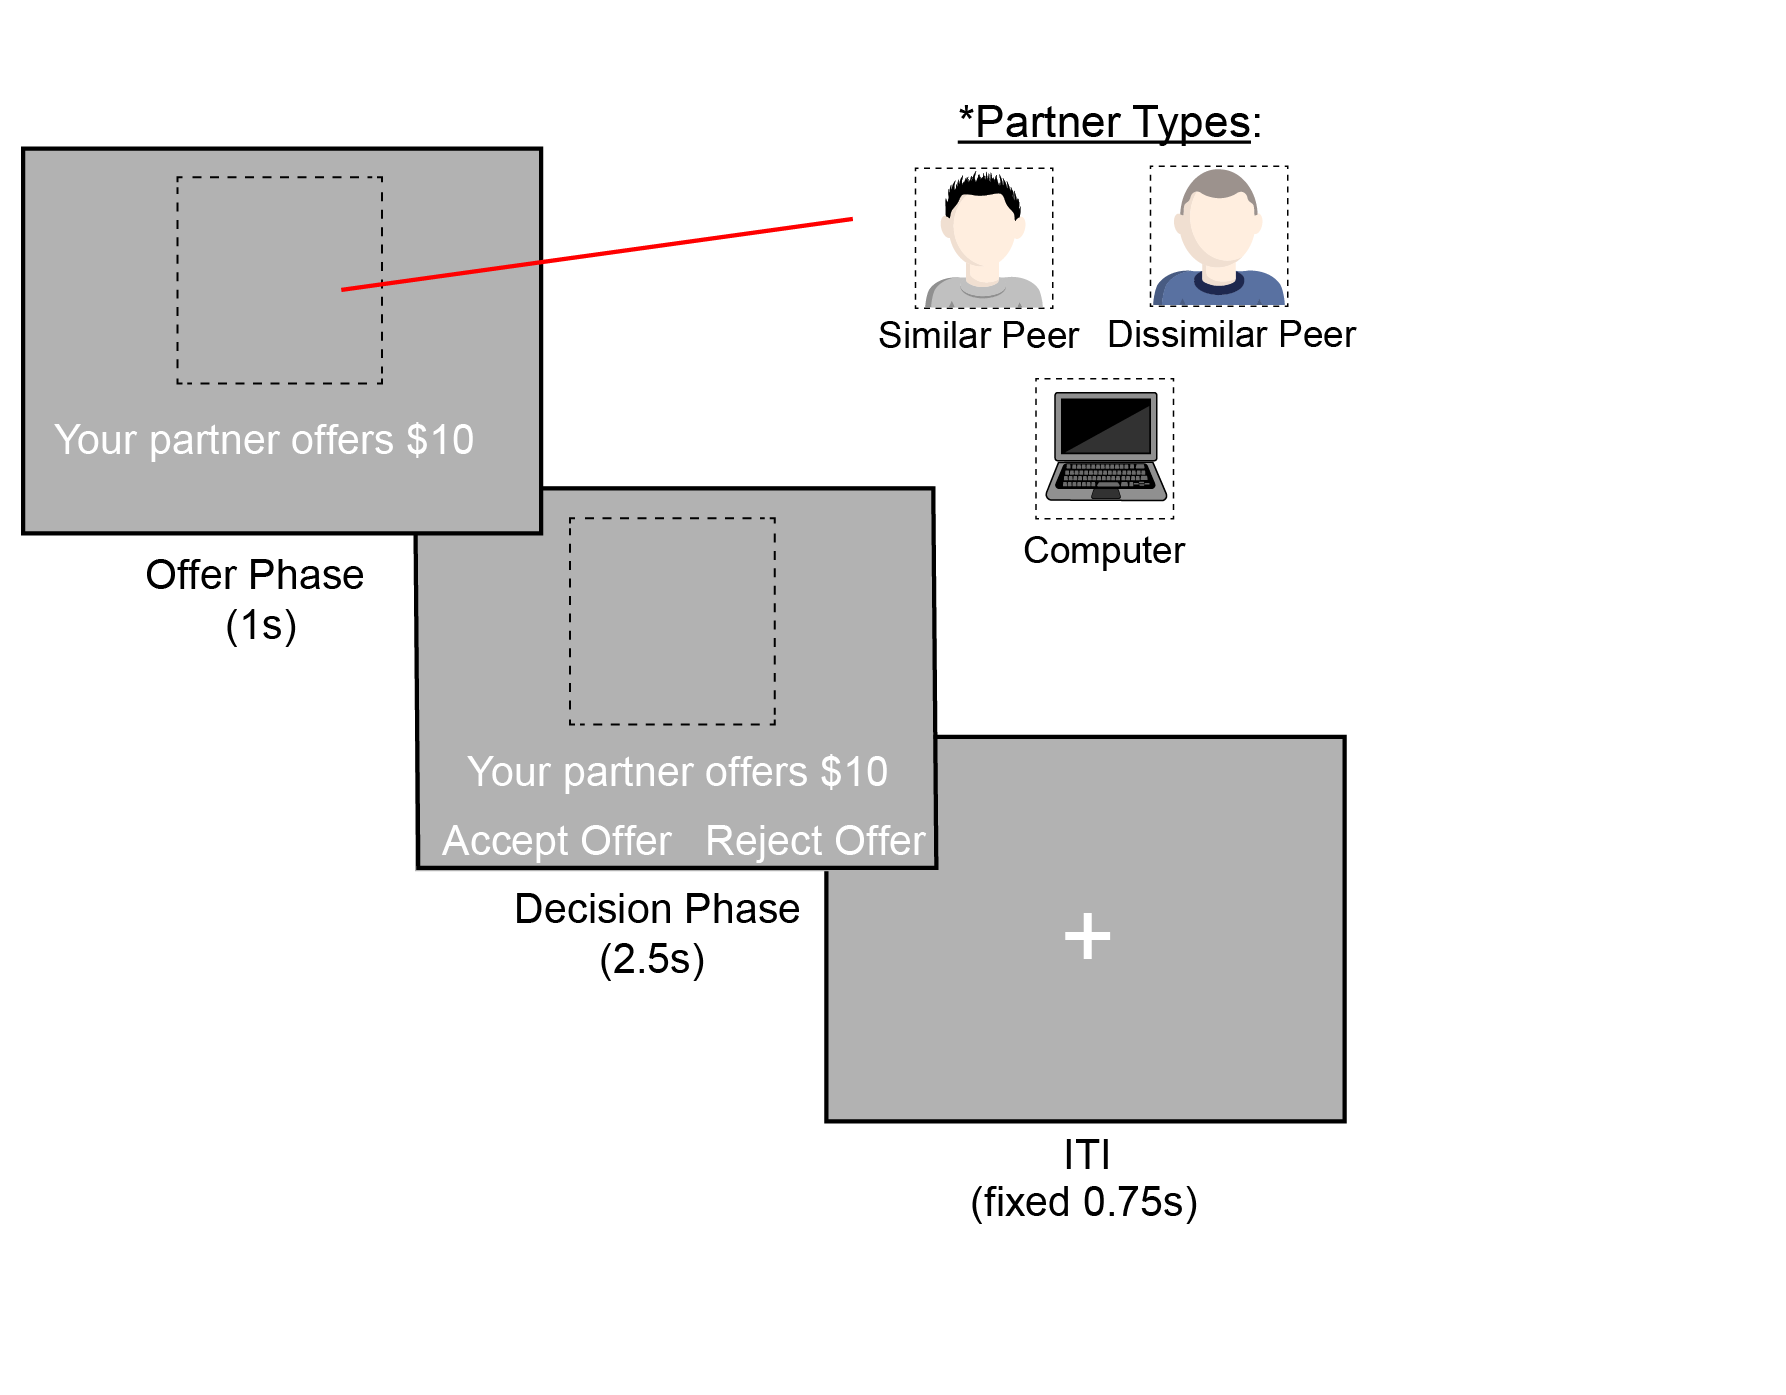 *Partner Types:
Similar Peer
Dissimilar Peer
Computer
Your partner offers $10
Offer Phase
(1s)
Your partner offers $10
Accept Offer Reject Offer
Decision Phase
(2.5s)
+
ITI
(fixed 0.75s)